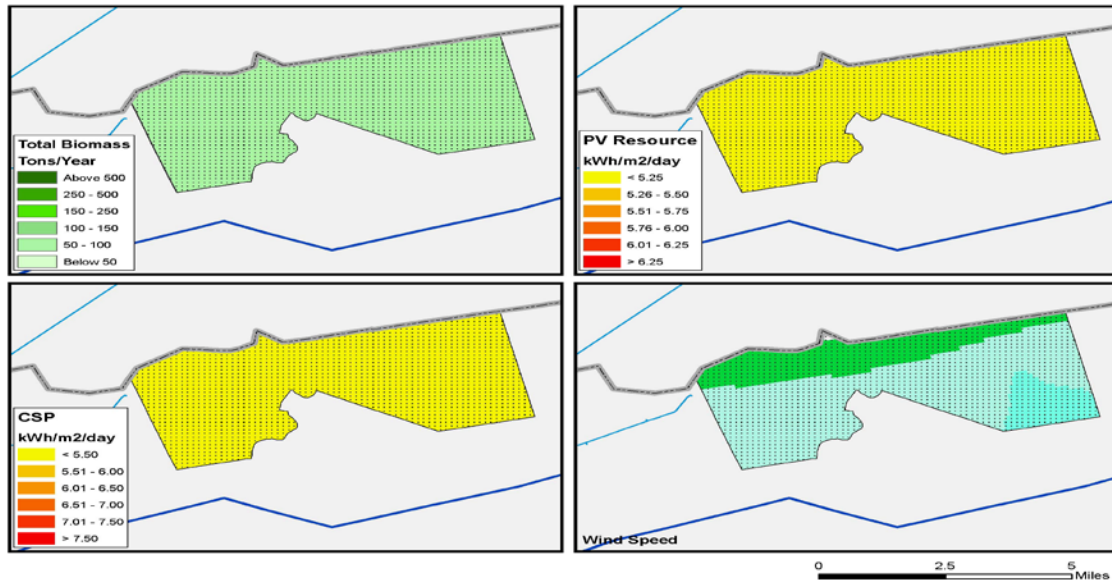 Total Biomass
Tons/Year
Above 500
250 - 500
150 - 250
100 - 150
50 - 100
Below 50
PV Resource
kWh/m2/day
< 5.25
5.26 - 5.50
5.51 - 5.75
5.76 - 6.00
6.01 - 6.25
> 6.25
CSP
kWh/m2/day
< 5.50
5.51 - 6.00
6.01 - 6.50
6.51 - 7.00
7.01 - 7.50
> 7.50
Wind Speed
0 2.5 5
Miles